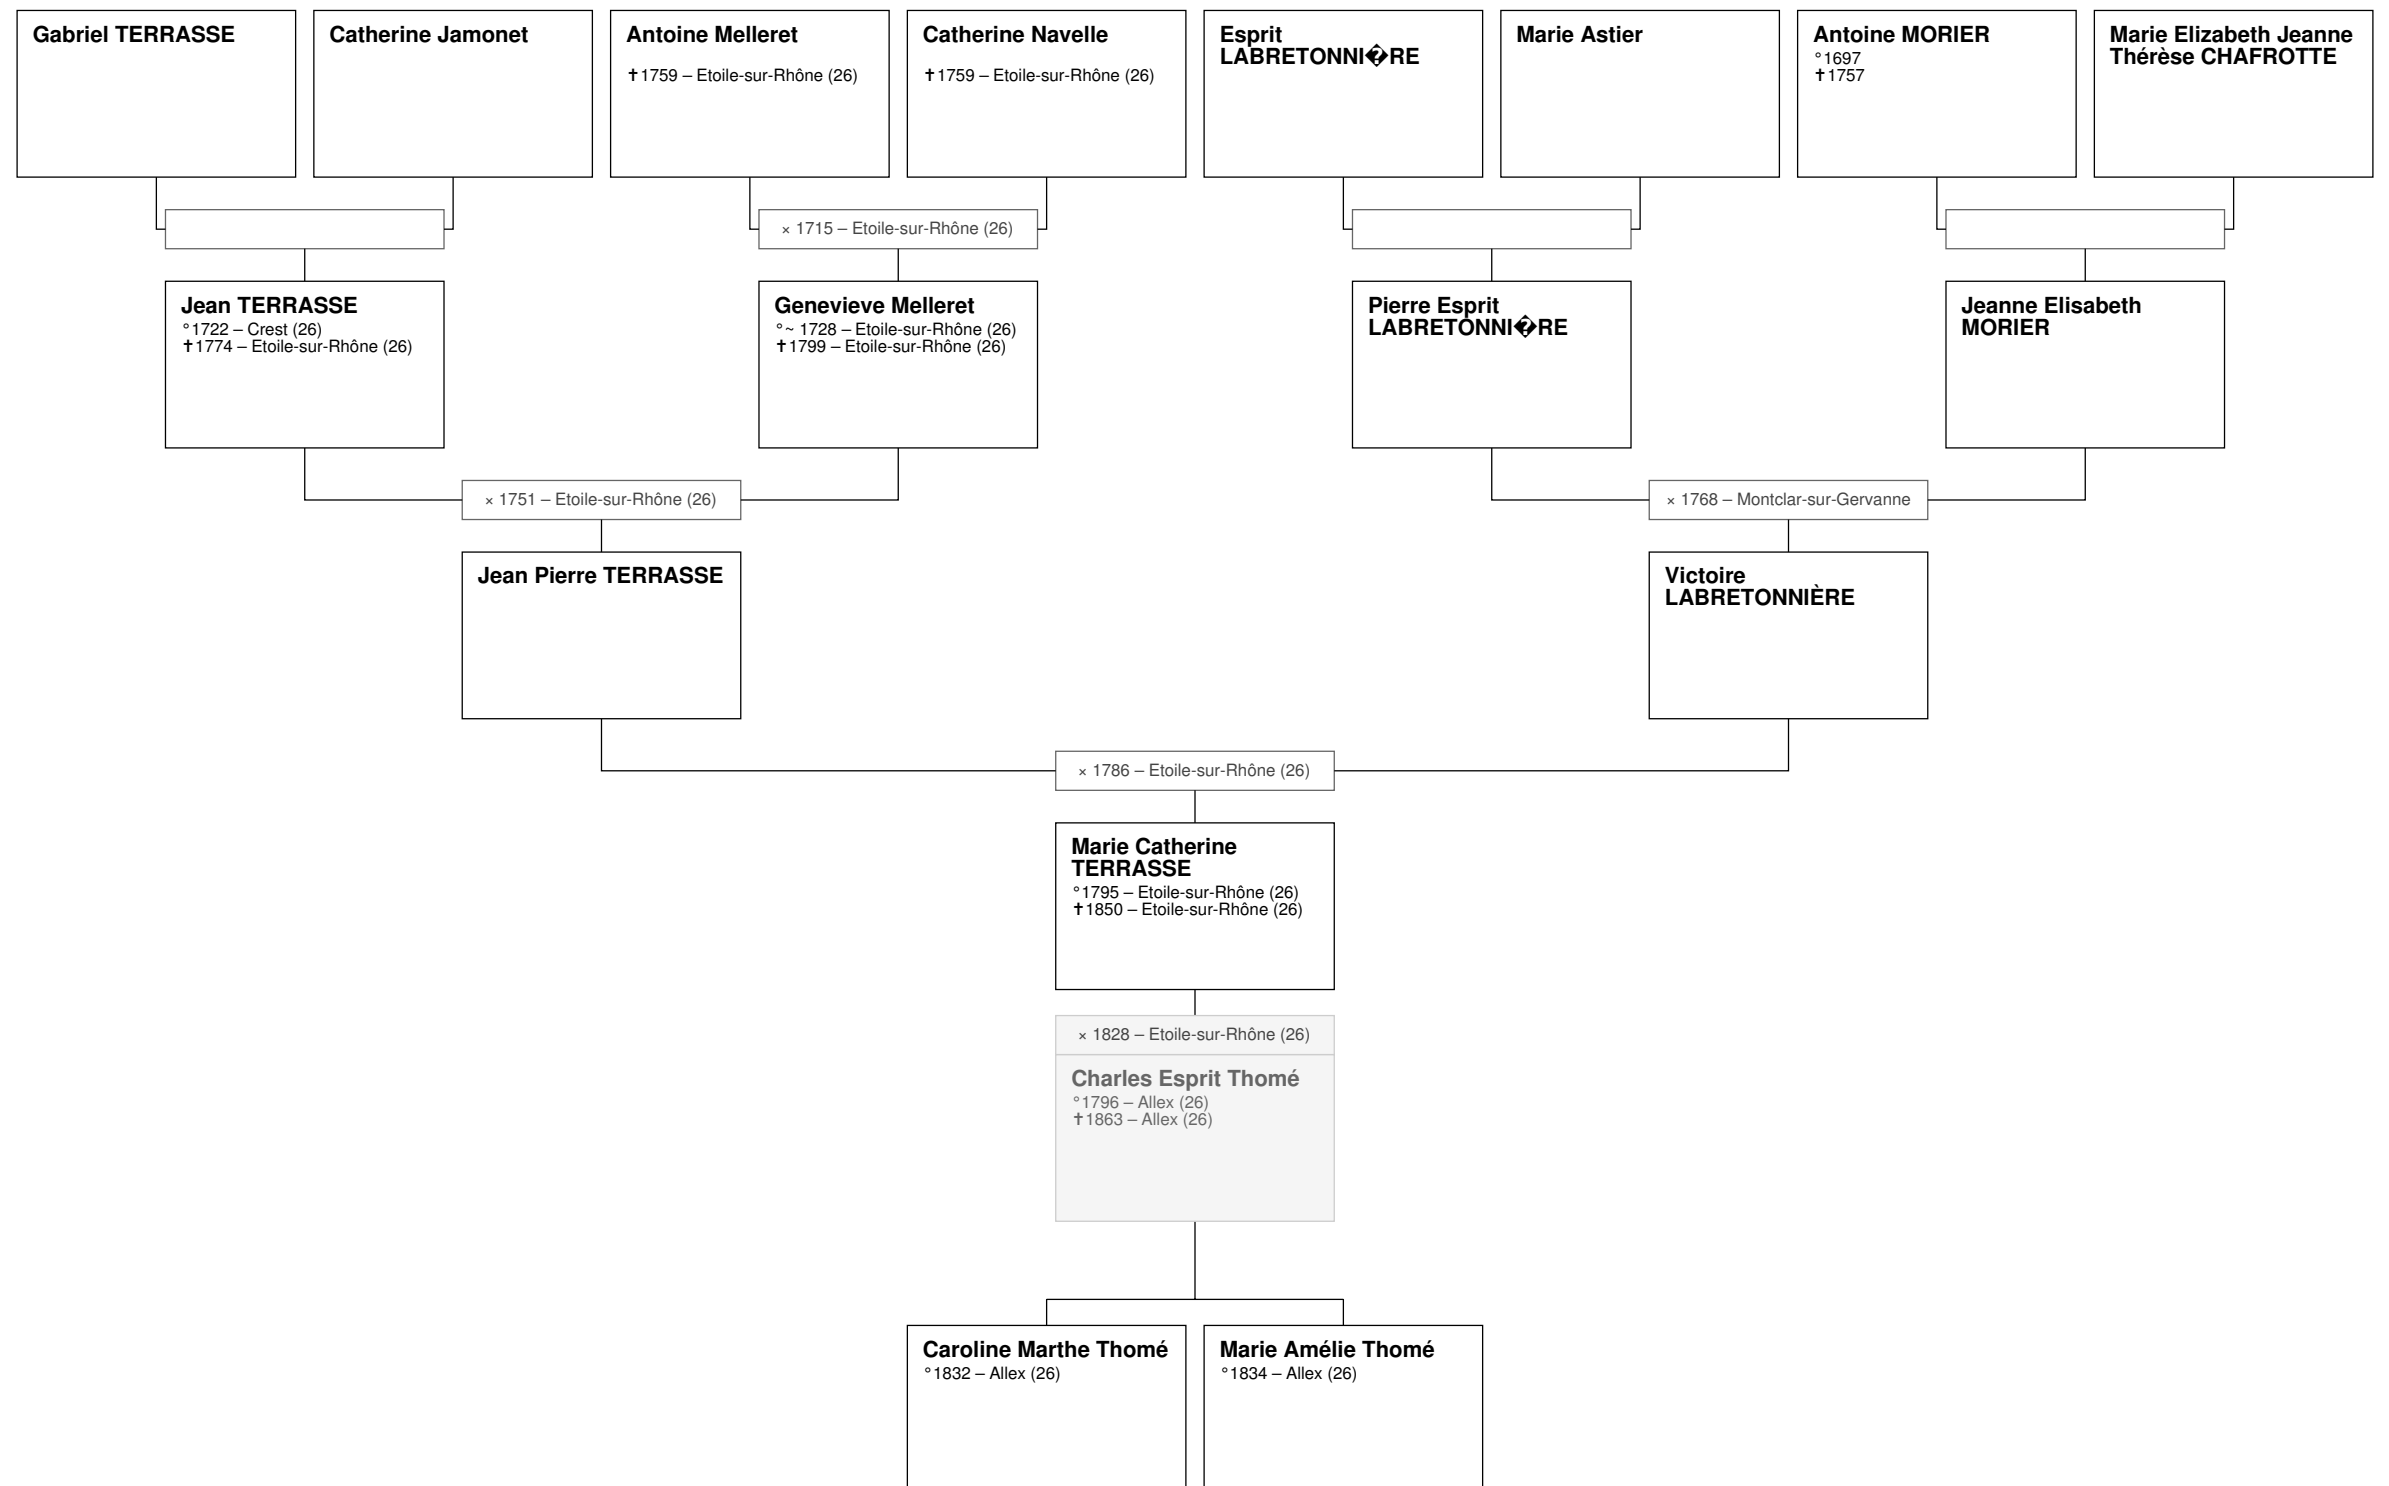 Gabriel TERRASSE
Catherine Jamonet
Antoine Melleret
✝1759 – Etoile-sur-Rhône (26)
Catherine Navelle
✝1759 – Etoile-sur-Rhône (26)
Esprit
LABRETONNI�RE
Marie Astier
Antoine MORIER
°1697
✝1757
Marie Elizabeth Jeanne
Thérèse CHAFROTTE
× 1715 – Etoile-sur-Rhône (26)
Jean TERRASSE
°1722 – Crest (26)
✝1774 – Etoile-sur-Rhône (26)
Genevieve Melleret
°~ 1728 – Etoile-sur-Rhône (26)
✝1799 – Etoile-sur-Rhône (26)
Pierre Esprit
LABRETONNI�RE
Jeanne Elisabeth
MORIER
× 1751 – Etoile-sur-Rhône (26)
× 1768 – Montclar-sur-Gervanne
Jean Pierre TERRASSE
Victoire
LABRETONNIÈRE
× 1786 – Etoile-sur-Rhône (26)
Marie Catherine
TERRASSE
°1795 – Etoile-sur-Rhône (26)
✝1850 – Etoile-sur-Rhône (26)
× 1828 – Etoile-sur-Rhône (26)
Charles Esprit Thomé
°1796 – Allex (26)
✝1863 – Allex (26)
Caroline Marthe Thomé
°1832 – Allex (26)
Marie Amélie Thomé
°1834 – Allex (26)